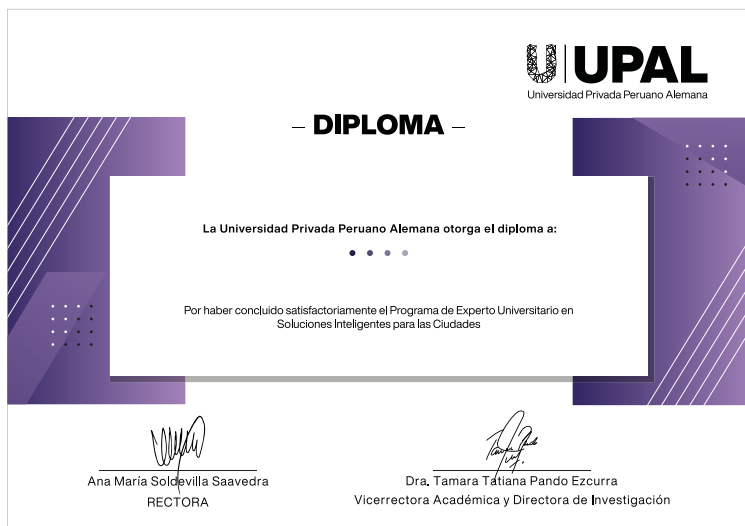 UPAL
Universidad Privada Peruano Alemana
– DIPLOMA –
La Universidad Privada Peruano Alemana otorga el diploma a:
Por haber concluido satisfactoriamente el Programa de Experto Universitario en
Soluciones Inteligentes para las Ciudades
Ana María Soldevilla Saavedra
RECTORA
Dra. Tamara Tatiana Pando Ezcurra
Vicerrectora Académica y Directora de Investigación